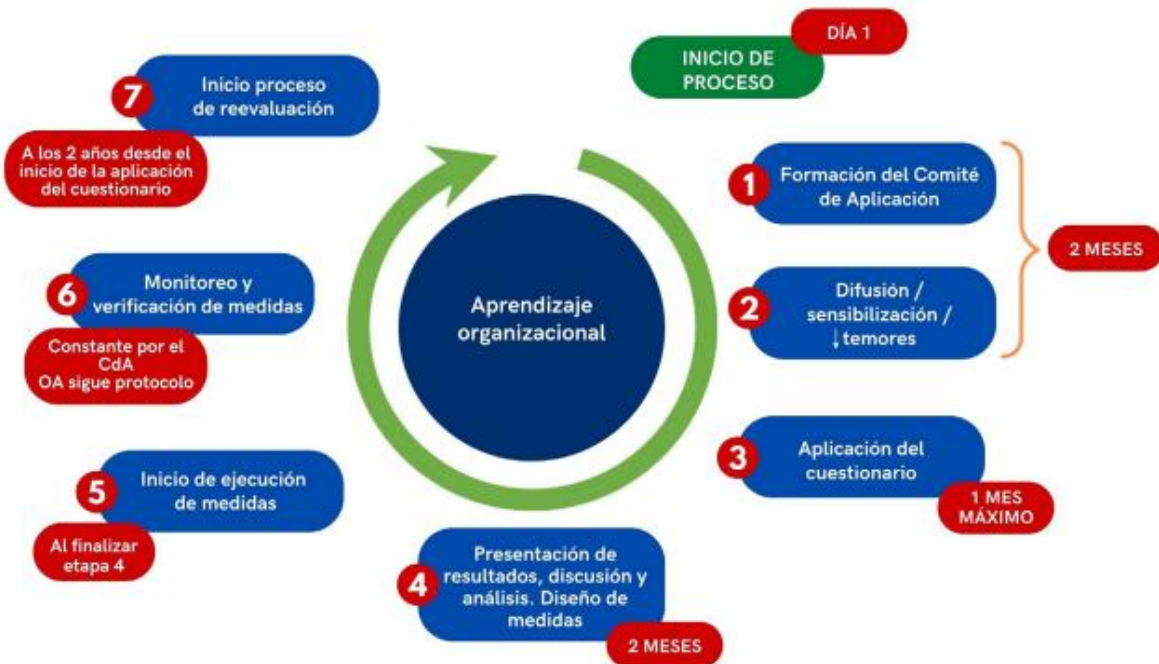 DÍA 1
INICIO DE
PROCESO
1
Formación del Comité
de Aplicación
2
Difusión /
sensibilización /
↓temores
2 MESES
3
Aplicación del
cuestionario
1 MES
MÁXIMO
4
Presentación de
resultados, discusión y
análisis. Diseño de
medidas
2 MESES
5
Inicio de ejecución
de medidas
Al finalizar
etapa 4
6
Monitoreo y
verificación de medidas
Constante por el
CdA
OA sigue protocolo
7
Inicio proceso
de reevaluación
A los 2 años desde el
inicio de la aplicación
del cuestionario
Aprendizaje
organizacional